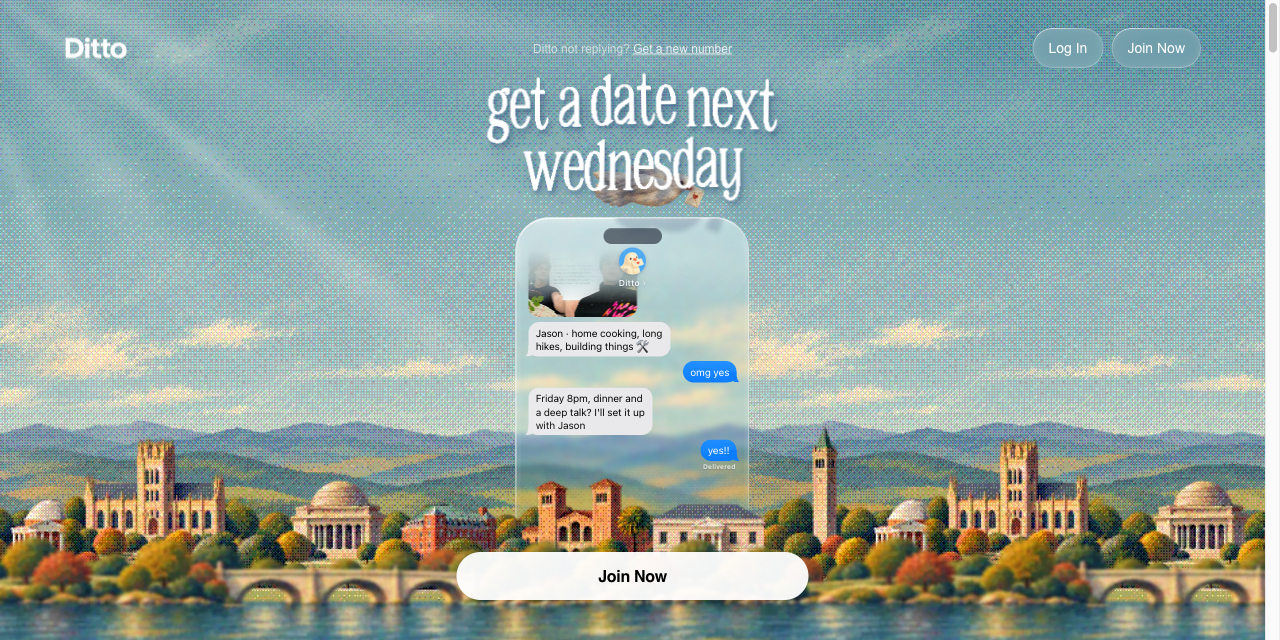 Ditto
Ditto not replying? Get a new number
Log In
Join Now
get a date next
wednesday
Ditto
Jason · home cooking, long
hikes, building things 🛠
omg yes
Friday 8pm, dinner and
a deep talk? I'll set it up
with Jason
yes!!
Delivered
Join Now